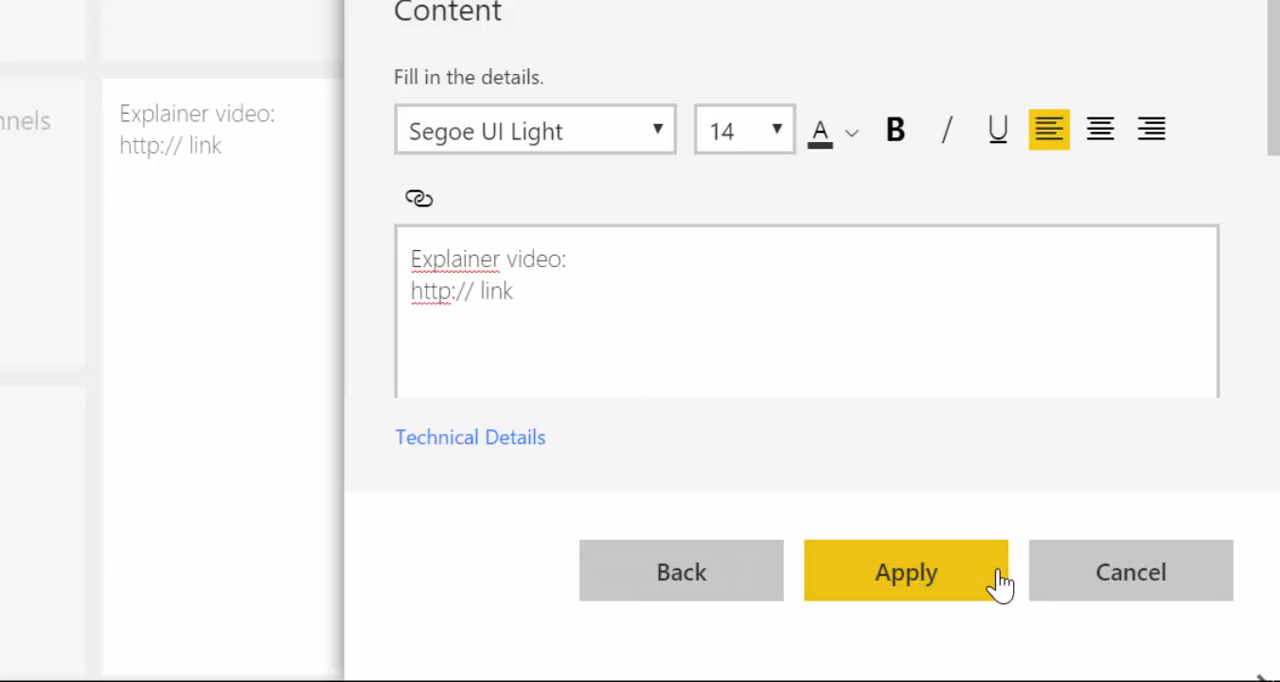 Content
Fill in the details.
Segoe UI Light
14
A
B
/
U
nnels
Explainer video:
http:// link
Explainer video:
http:// link
Technical Details
Back
Apply
Cancel